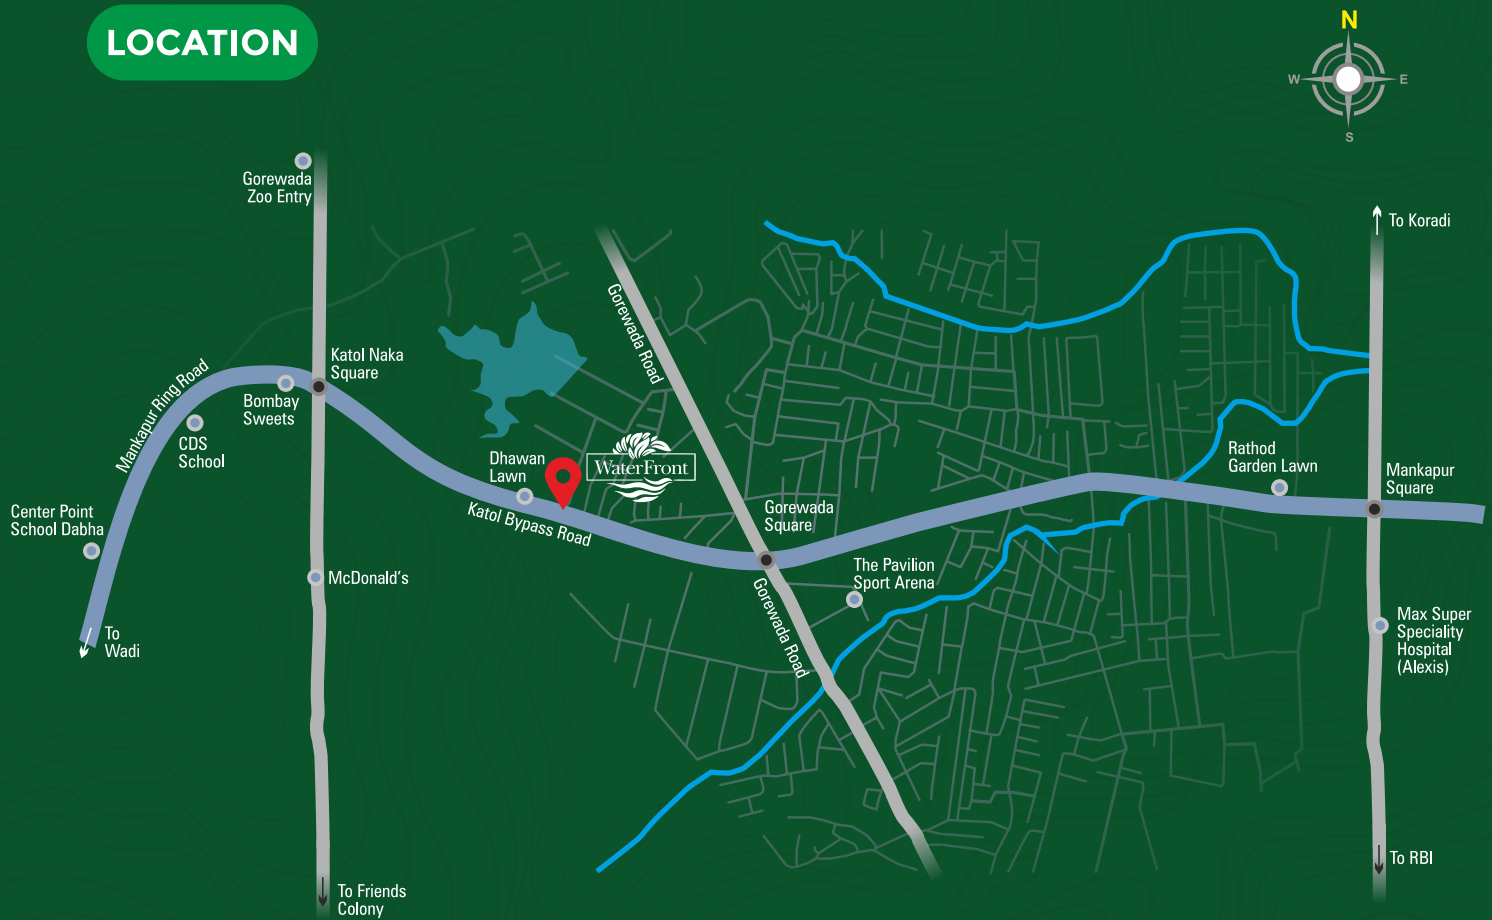 LOCATION
N
W
E
S
Gorewada
Zoo Entry
To Koradi
Gorewada Road
Katol Naka
Square
Mankapur Ring Road
Bombay
Sweets
CDS
School
Dhawan
Lawn
WaterFront
Rathod
Garden Lawn
Mankapur
Square
Center Point
School Dabha
Katol Bypass Road
Gorewada
Square
The Pavilion
Sport Arena
McDonald's
Gorewada Road
Max Super
Speciality
Hospital
(Alexis)
To
Wadi
To RBI
To Friends
Colony